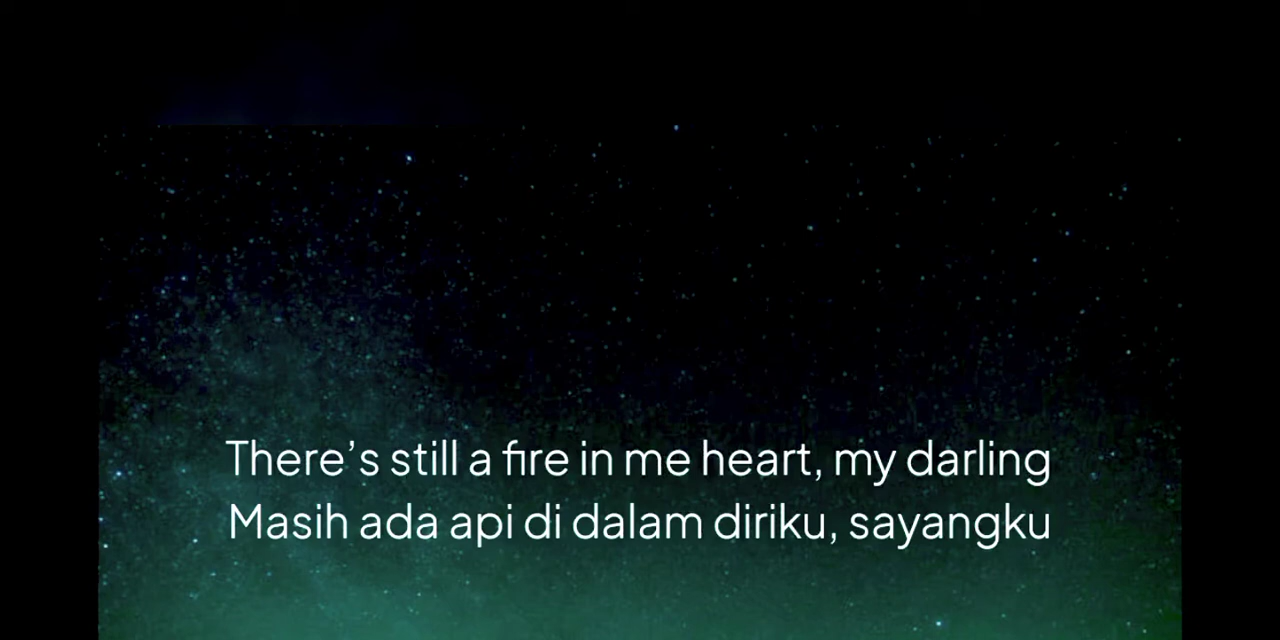 There’s still a fire in me heart, my darling
Masih ada api di dalam diriku, sayangku